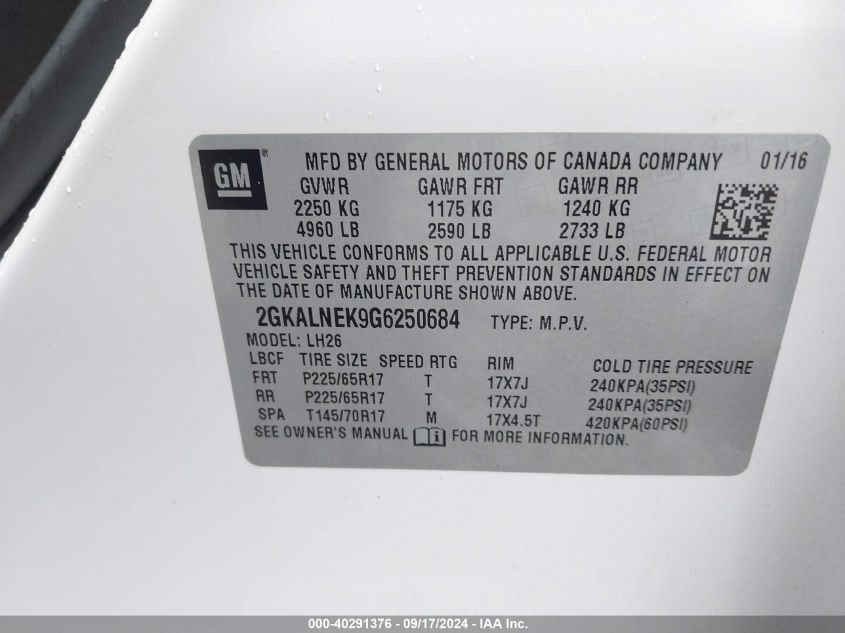 GM® MFD BY GENERAL MOTORS OF CANADA COMPANY 01/16
GVWR GAWR FRT GAWR RR
2250 KG 1175 KG 1240 KG
4960 LB 2590 LB 2733 LB
THIS VEHICLE CONFORMS TO ALL APPLICABLE U.S. FEDERAL MOTOR
VEHICLE SAFETY AND THEFT PREVENTION STANDARDS IN EFFECT ON
THE DATE OF MANUFACTURE SHOWN ABOVE.
2GKALNEK9G6250684 TYPE: M.P.V.
MODEL: LH26
LBCF TIRE SIZE SPEED RTG RIM COLD TIRE PRESSURE
FRT P225/65R17 T 17X7J 240KPA(35PSI)
RR P225/65R17 T 17X7J 240KPA(35PSI)
SPA T145/70R17 M 17X4.5T 420KPA(60PSI)
SEE OWNER'S MANUAL FOR MORE INFORMATION.
000-40291376 - 09/17/2024 - IAA Inc.